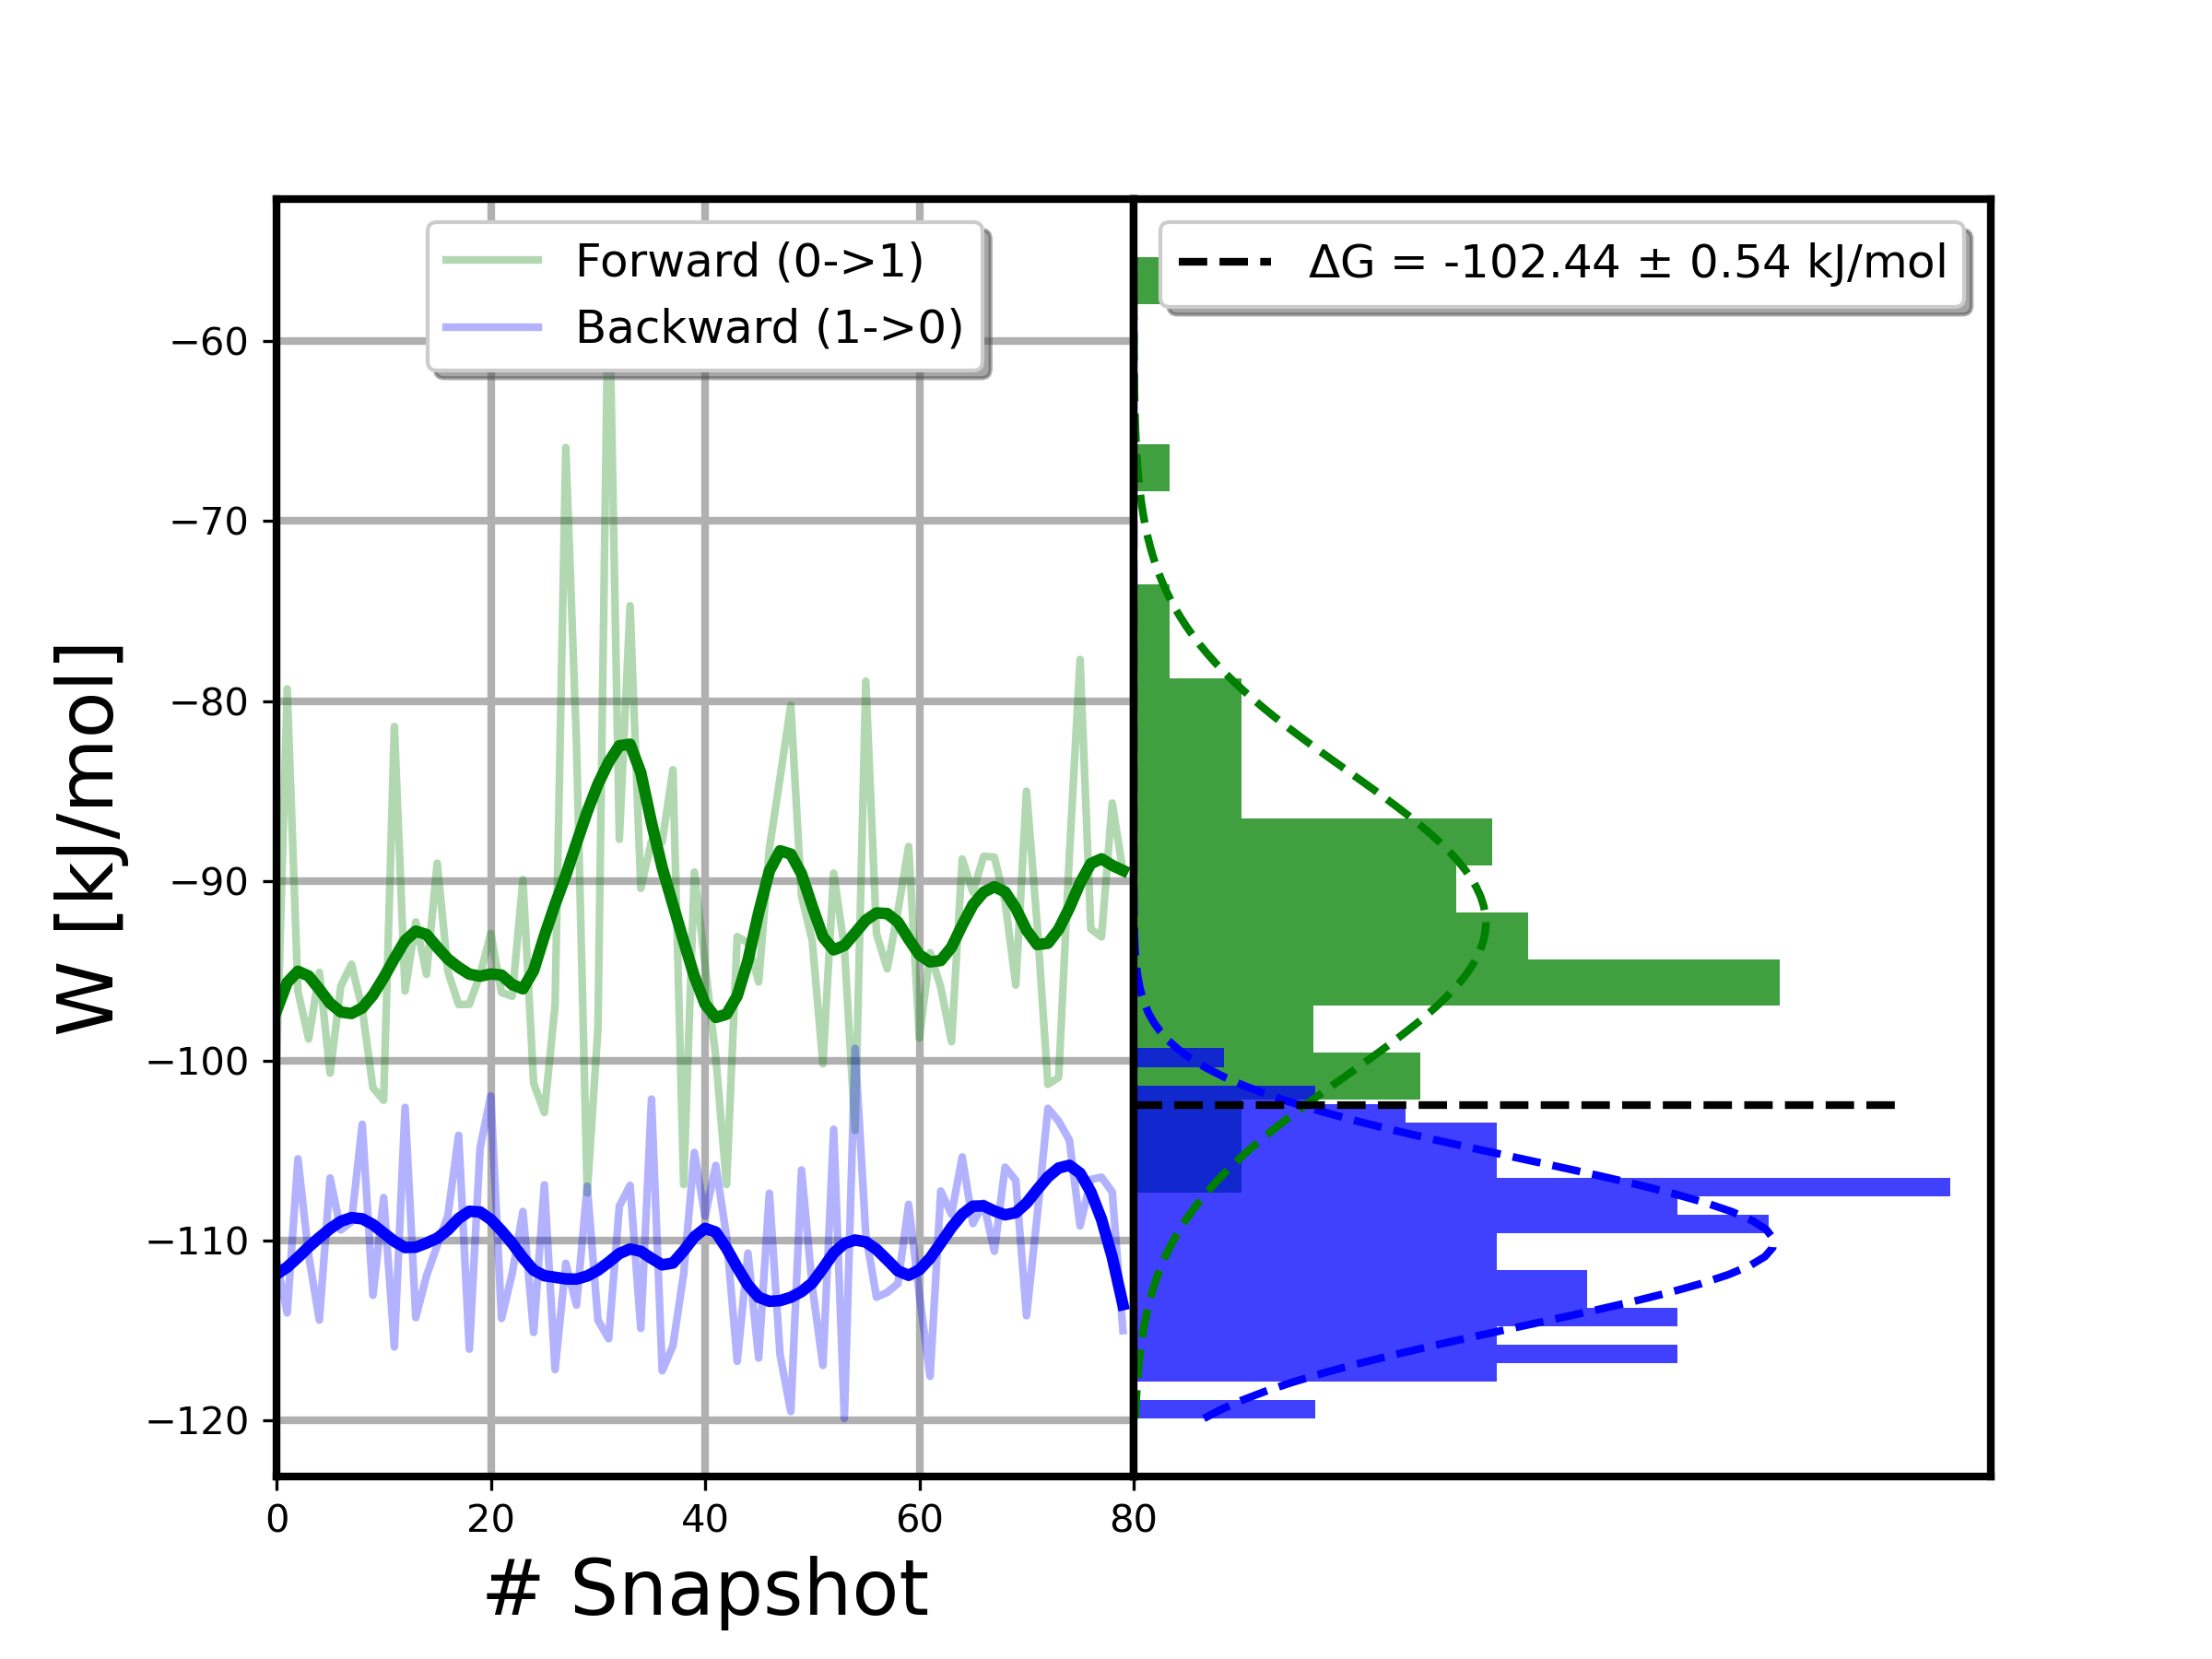 Forward (0->1)
Backward (1->0)
ΔG = -102.44 ± 0.54 kJ/mol
W [kJ/mol]
−60
−70
−80
−90
−100
−110
−120
0 20 40 60 80
# Snapshot